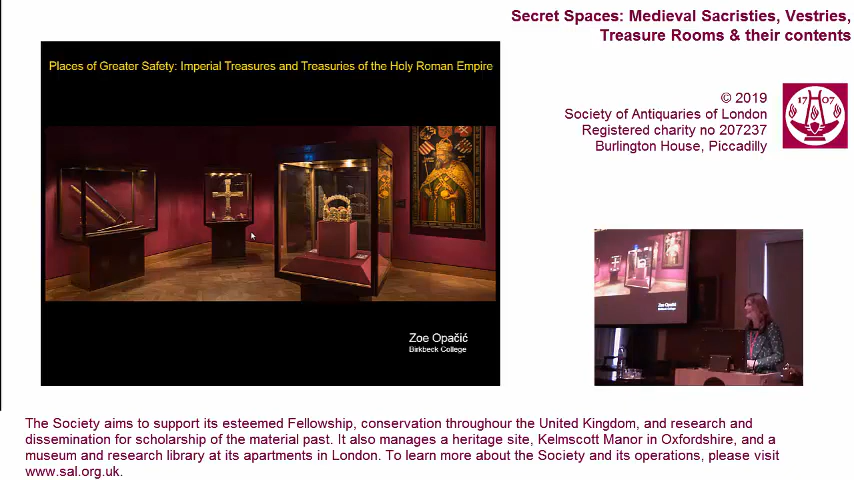 Secret Spaces: Medieval Sacristies, Vestries,
Treasure Rooms & their contents
Places of Greater Safety: Imperial Treasures and Treasuries of the Holy Roman Empire
© 2019
Society of Antiquaries of London
Registered charity no 207237
Burlington House, Piccadilly
17 07
Zoe Opačić
Birkbeck College
Zoe Opačić
The Society aims to support its esteemed Fellowship, conservation throughour the United Kingdom, and research and
dissemination for scholarship of the material past. It also manages a heritage site, Kelmscott Manor in Oxfordshire, and a
museum and research library at its apartments in London. To learn more about the Society and its operations, please visit
www.sal.org.uk.